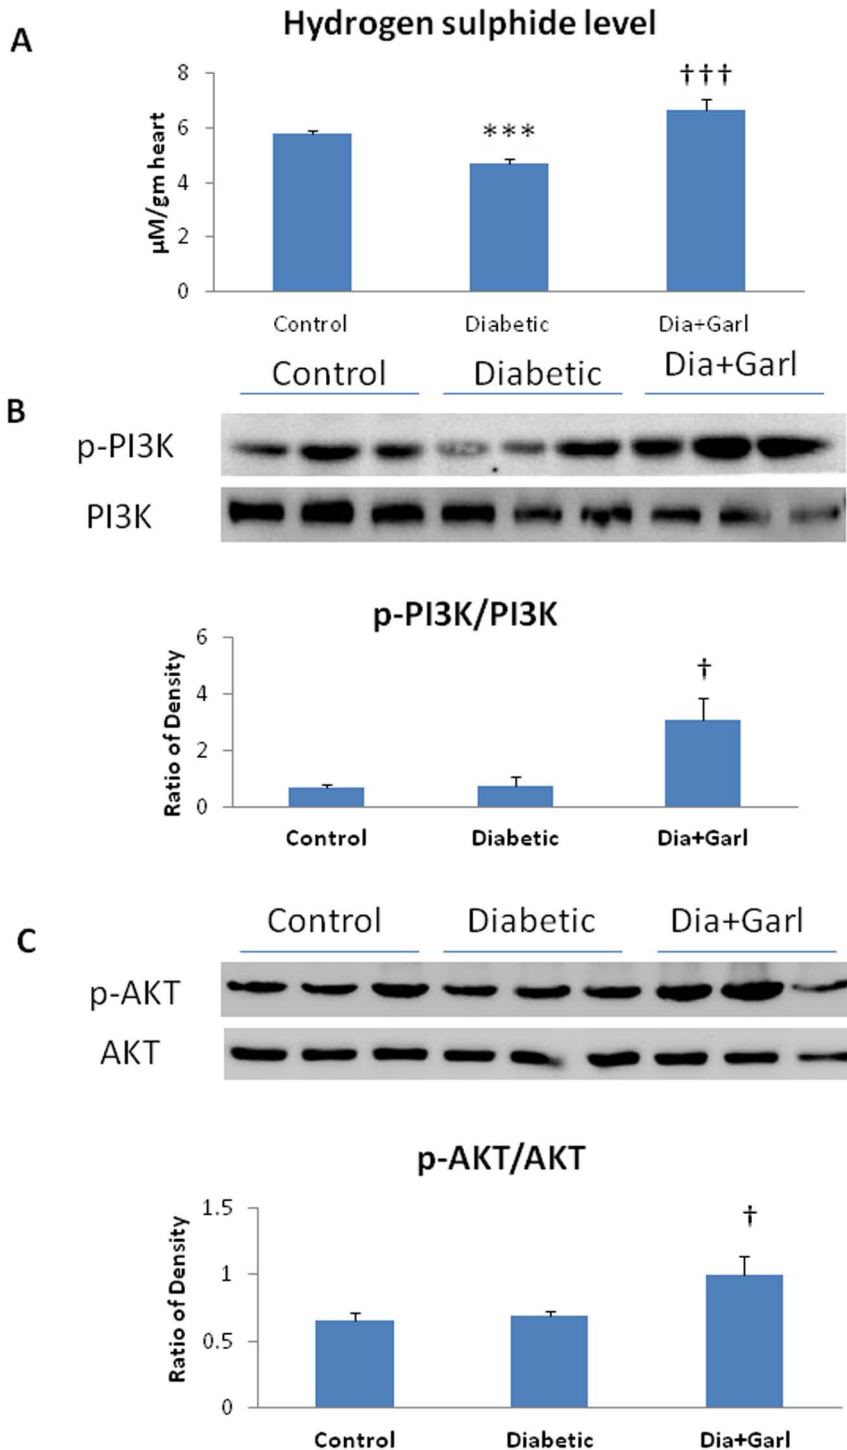 A
Hydrogen sulphide level
8
6
4
2
0
µM/gm heart
***
†††
Control Diabetic Dia+Garl
B
Control Diabetic Dia+Garl
p-PI3K
PI3K
p-PI3K/PI3K
6
4
2
0
Ratio of Density
†
Control Diabetic Dia+Garl
C
Control Diabetic Dia+Garl
p-AKT
AKT
p-AKT/AKT
1.5
1
0.5
0
Ratio of Density
†
Control Diabetic Dia+Garl